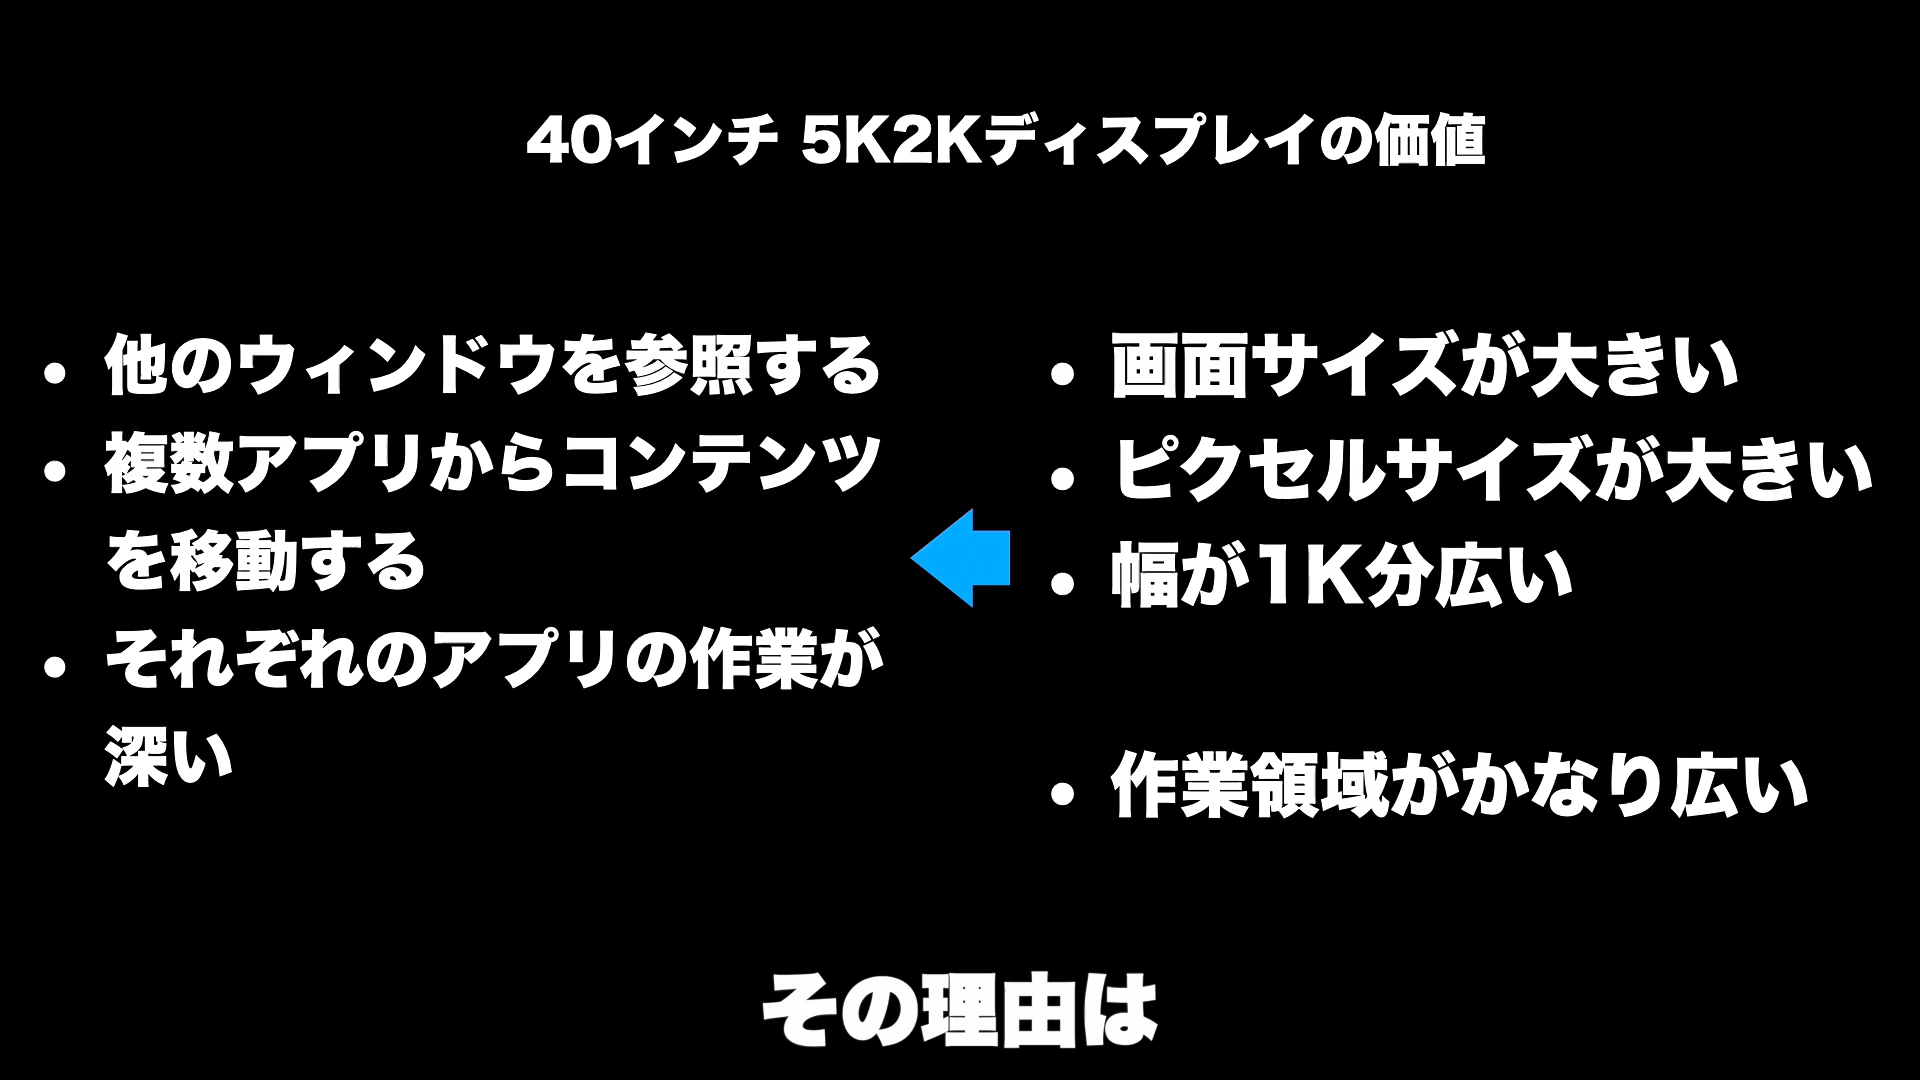 40インチ 5K2Kディスプレイの価値
• 他のウィンドウを参照する
• 複数アプリからコンテンツ
を移動する
• それぞれのアプリの作業が
深い
• 画面サイズが大きい
• ピクセルサイズが大きい
• 幅が1K分広い
• 作業領域がかなり広い
その理由は